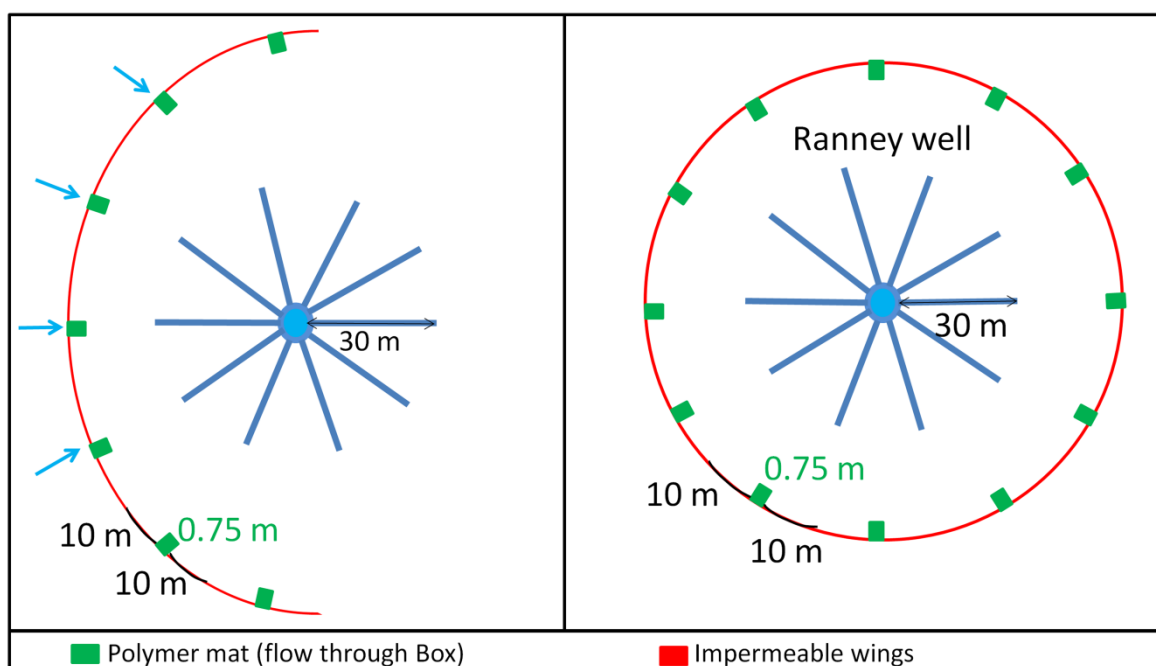 30 m
0.75 m
10 m
10 m
Ranney well
30 m
0.75 m
10 m
10 m
Polymer mat (flow through Box)
Impermeable wings